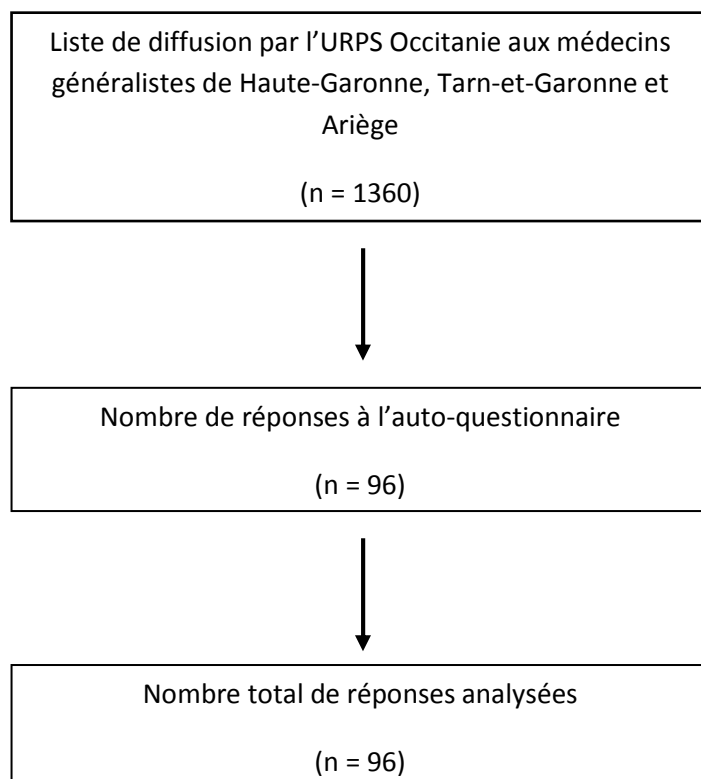 Liste de diffusion par l’URPS Occitanie aux médecins
généralistes de Haute-Garonne, Tarn-et-Garonne et
Ariège
(n = 1360)
Nombre de réponses à l’auto-questionnaire
(n = 96)
Nombre total de réponses analysées
(n = 96)